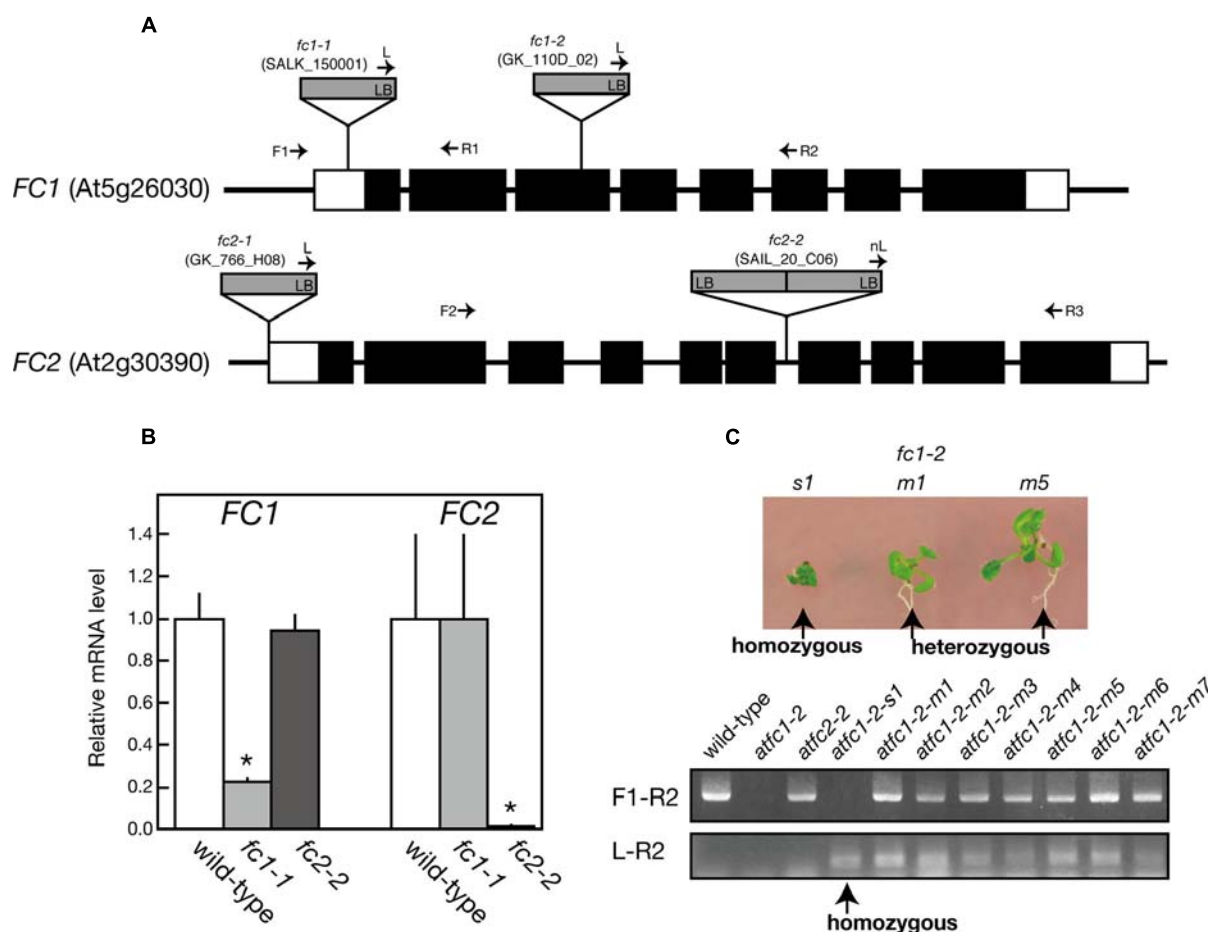 A
fc1-1
(SALK_150001)
L
LB
fc1-2
(GK_110D_02)
L
LB
F1
R1
R2
FC1 (At5g26030)
fc2-1
(GK_766_H08)
L
LB
fc2-2
(SAIL_20_C06)
nL
LB
LB
F2
R3
FC2 (At2g30390)
B
FC1
FC2
Relative mRNA level
1.4
1.2
1.0
0.8
0.6
0.4
0.2
0.0
*
*
wild-type
fc1-1
fc2-2
wild-type
fc1-1
fc2-2
C
fc1-2
s1
m1
m5
homozygous
heterozygous
wild-type
atfc1-2
atfc2-2
atfc1-2-s1
atfc1-2-m1
atfc1-2-m2
atfc1-2-m3
atfc1-2-m4
atfc1-2-m5
atfc1-2-m6
atfc1-2-m7
F1-R2
L-R2
homozygous